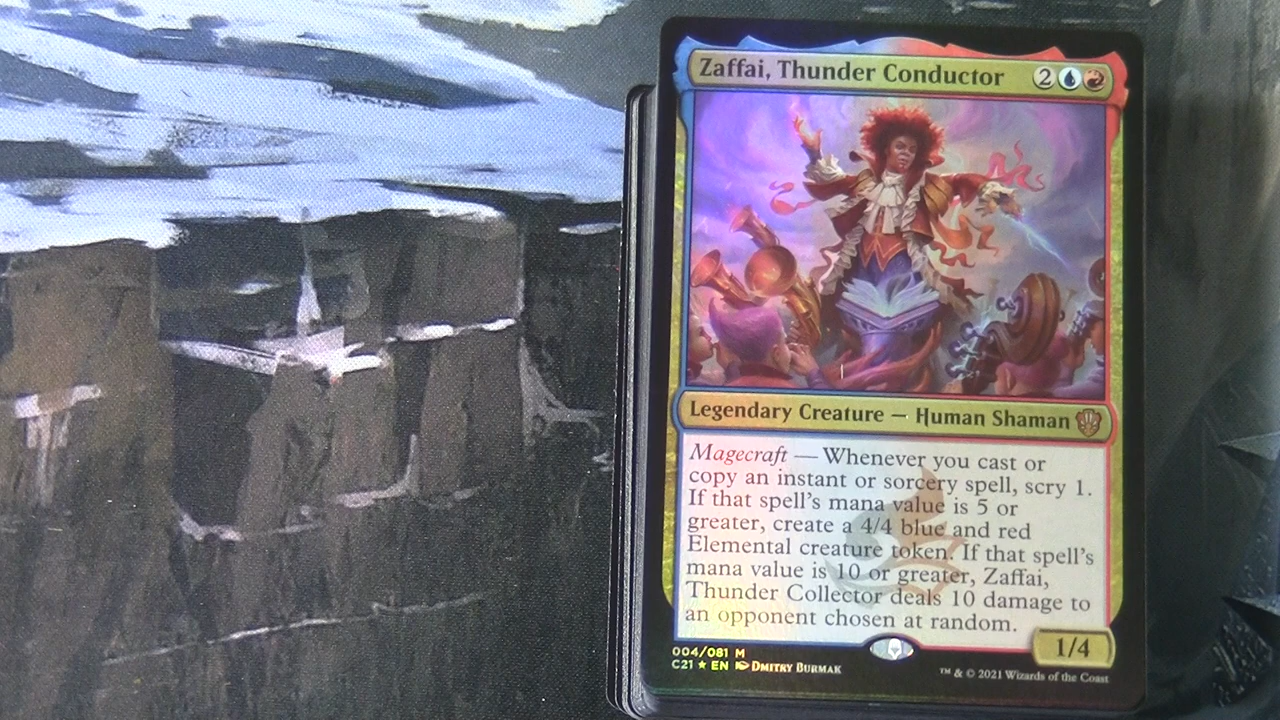 Zaffai, Thunder Conductor 2
Legendary Creature — Human Shaman
Magecraft — Whenever you cast or
copy an instant or sorcery spell, scry 1.
If that spell's mana value is 5 or
greater, create a 4/4 blue and red
Elemental creature token. If that spell's
mana value is 10 or greater, Zaffai,
Thunder Collector deals 10 damage to
an opponent chosen at random.
1/4
004/081 M
C21 ★ EN Dmitry Burmak
™ & © 2021 Wizards of the Coast